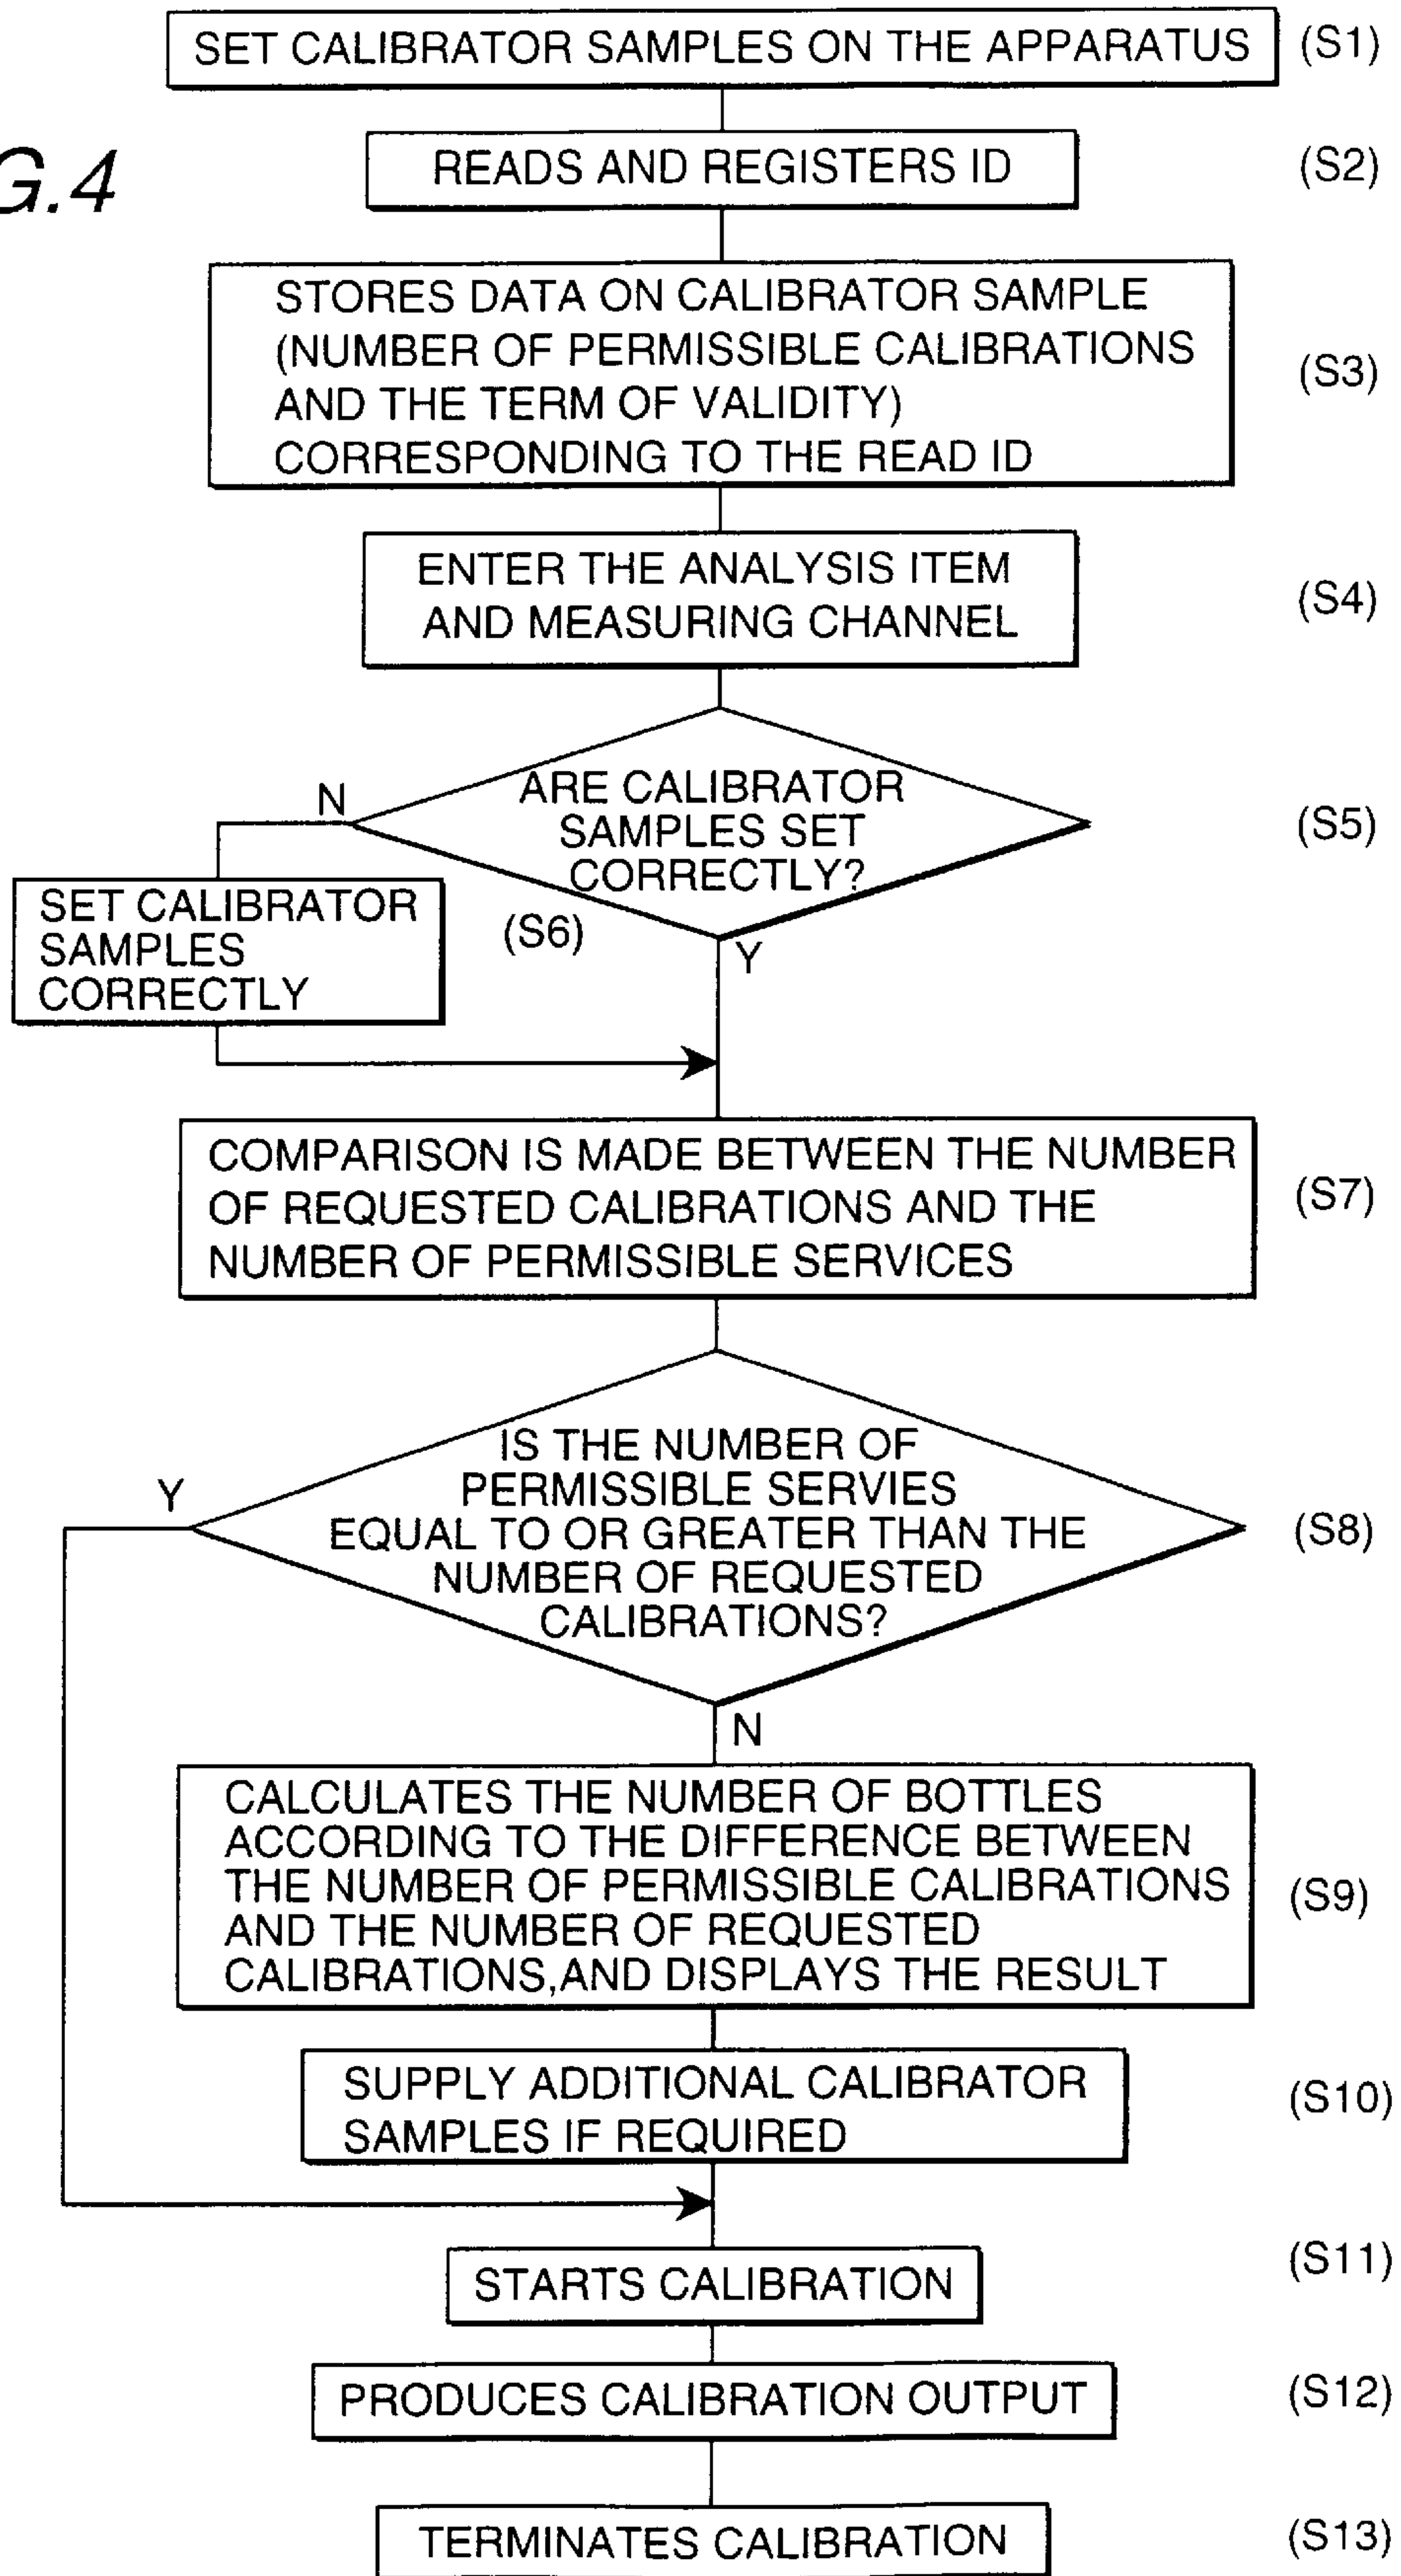 SET CALIBRATOR SAMPLES ON THE APPARATUS (S1)
G.4
READS AND REGISTERS ID (S2)
STORES DATA ON CALIBRATOR SAMPLE
(NUMBER OF PERMISSIBLE CALIBRATIONS
AND THE TERM OF VALIDITY)
CORRESPONDING TO THE READ ID
(S3)
ENTER THE ANALYSIS ITEM
AND MEASURING CHANNEL
(S4)
N
ARE CALIBRATOR
SAMPLES SET
CORRECTLY?
(S5)
SET CALIBRATOR
SAMPLES
CORRECTLY
(S6)
Y
COMPARISON IS MADE BETWEEN THE NUMBER
OF REQUESTED CALIBRATIONS AND THE
NUMBER OF PERMISSIBLE SERVICES
(S7)
Y
IS THE NUMBER OF
PERMISSIBLE SERVIES
EQUAL TO OR GREATER THAN THE
NUMBER OF REQUESTED
CALIBRATIONS?
(S8)
N
CALCULATES THE NUMBER OF BOTTLES
ACCORDING TO THE DIFFERENCE BETWEEN
THE NUMBER OF PERMISSIBLE CALIBRATIONS
AND THE NUMBER OF REQUESTED
CALIBRATIONS,AND DISPLAYS THE RESULT
(S9)
SUPPLY ADDITIONAL CALIBRATOR
SAMPLES IF REQUIRED
(S10)
STARTS CALIBRATION (S11)
PRODUCES CALIBRATION OUTPUT (S12)
TERMINATES CALIBRATION (S13)